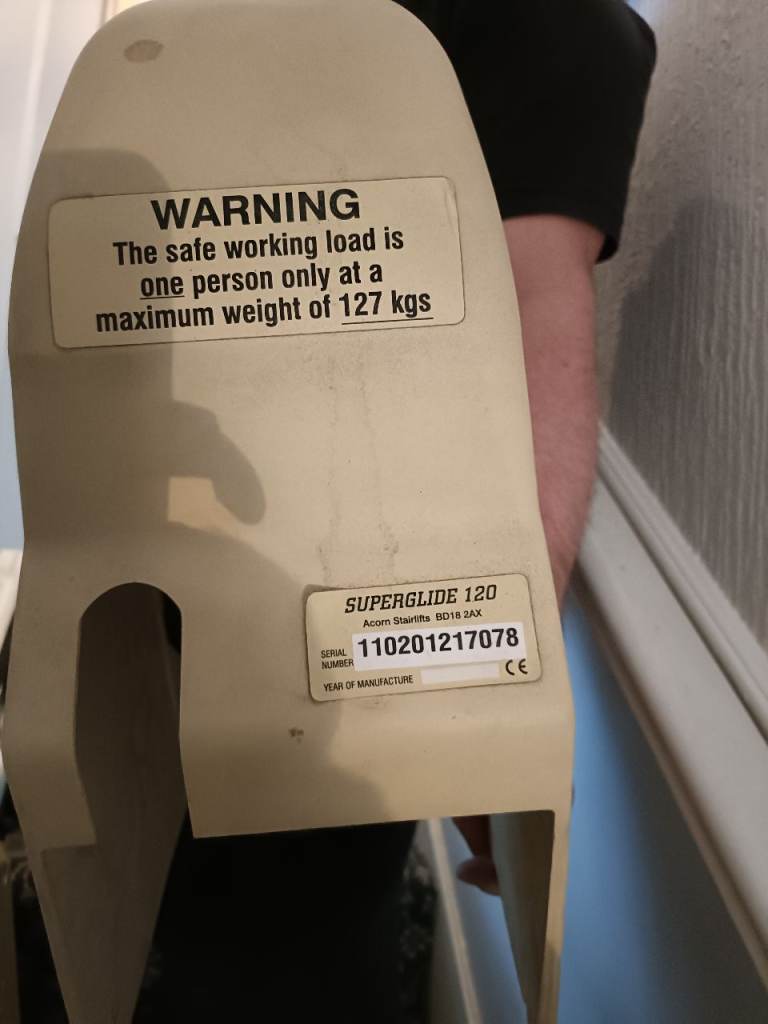 WARNING
The safe working load is
one person only at a
maximum weight of 127 kgs
SUPERGLIDE 120
Acorn Stairlifts BD18 2AX
SERIAL
NUMBER 110201217078
YEAR OF MANUFACTURE CE